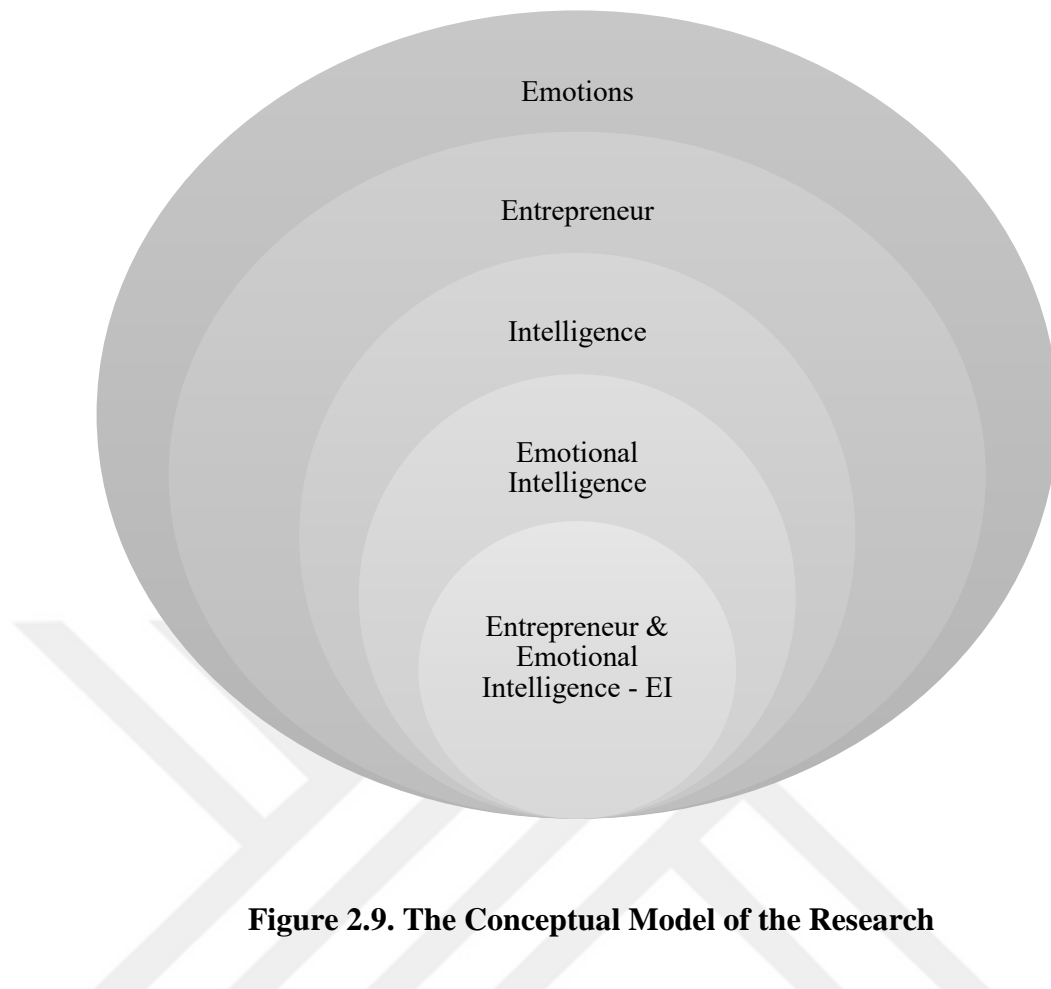 Emotions
Entrepreneur
Intelligence
Emotional
Intelligence
Entrepreneur &
Emotional
Intelligence - EI
Figure 2.9. The Conceptual Model of the Research